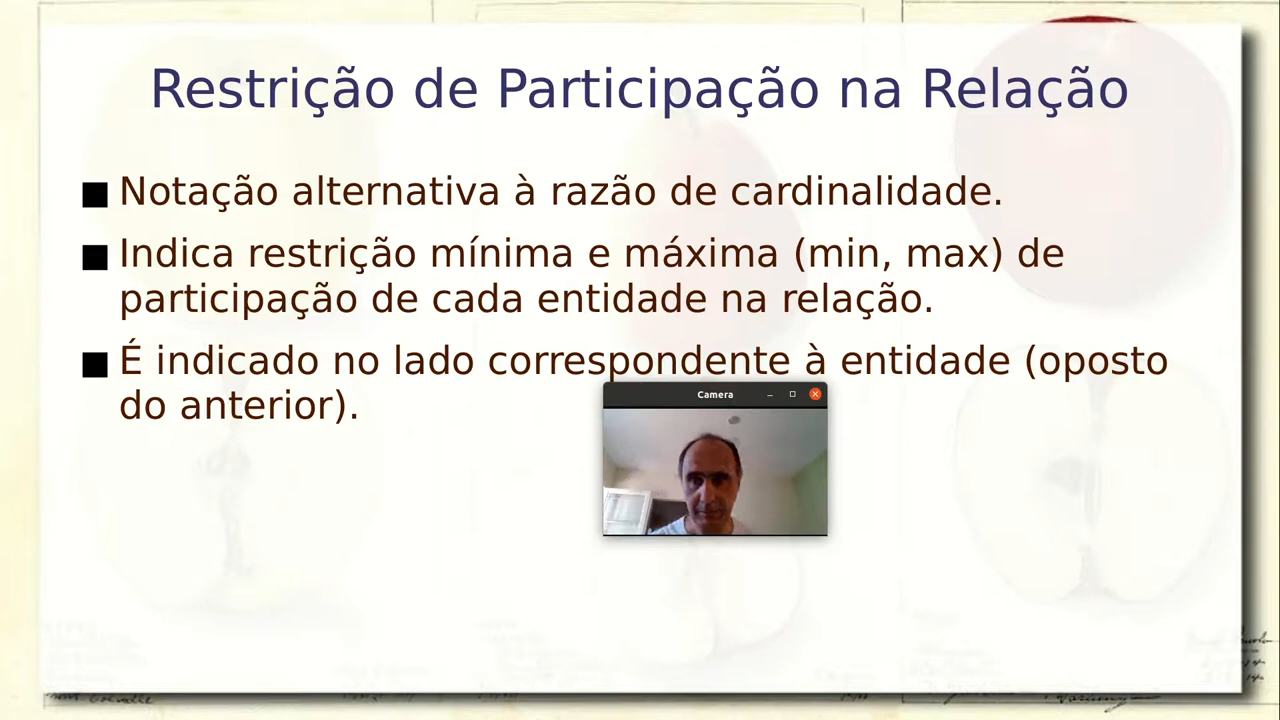 Restrição de Participação na Relação
Notação alternativa à razão de cardinalidade.
Indica restrição mínima e máxima (min, max) de
participação de cada entidade na relação.
É indicado no lado correspondente à entidade (oposto
do anterior).
Camera